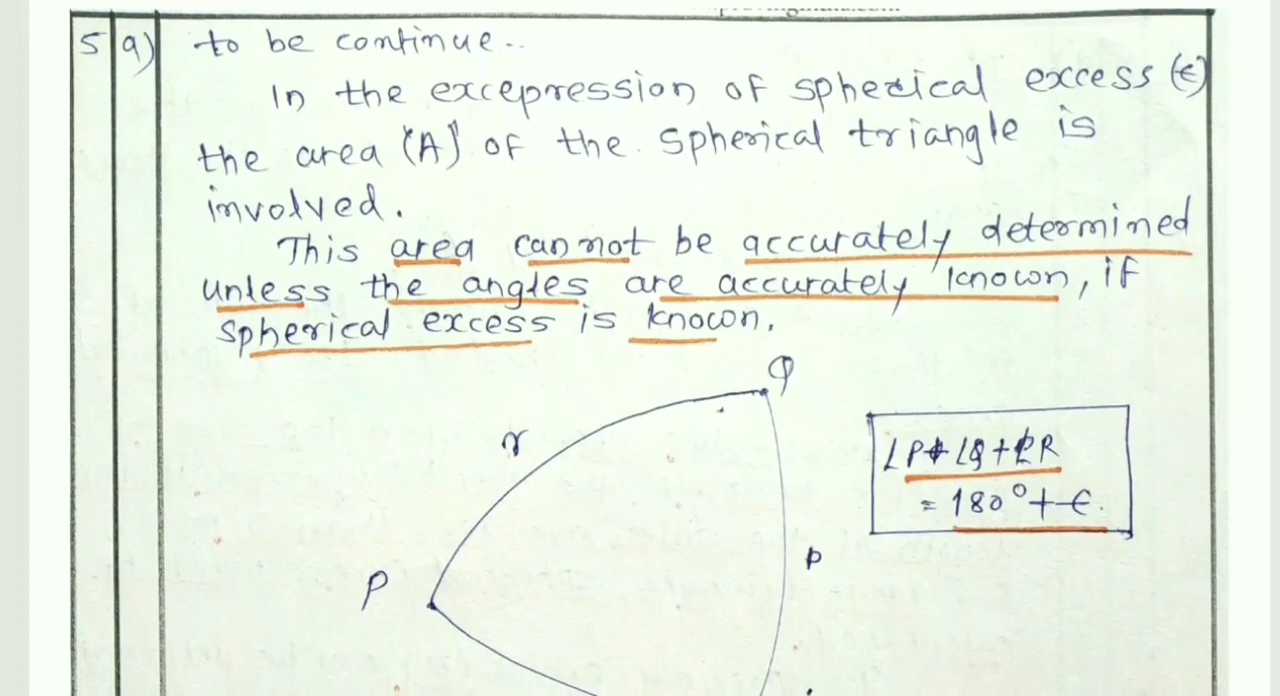 5 a) to be continue..
In the excepression of spherical excess (ϵ)
the area (A) of the spherical triangle is
involved.
This area can not be accurately determined
unless the angles are accurately known, if
spherical excess is known.
Q
r
∠P+∠Q+∠R
= 180°+ϵ.
p
P